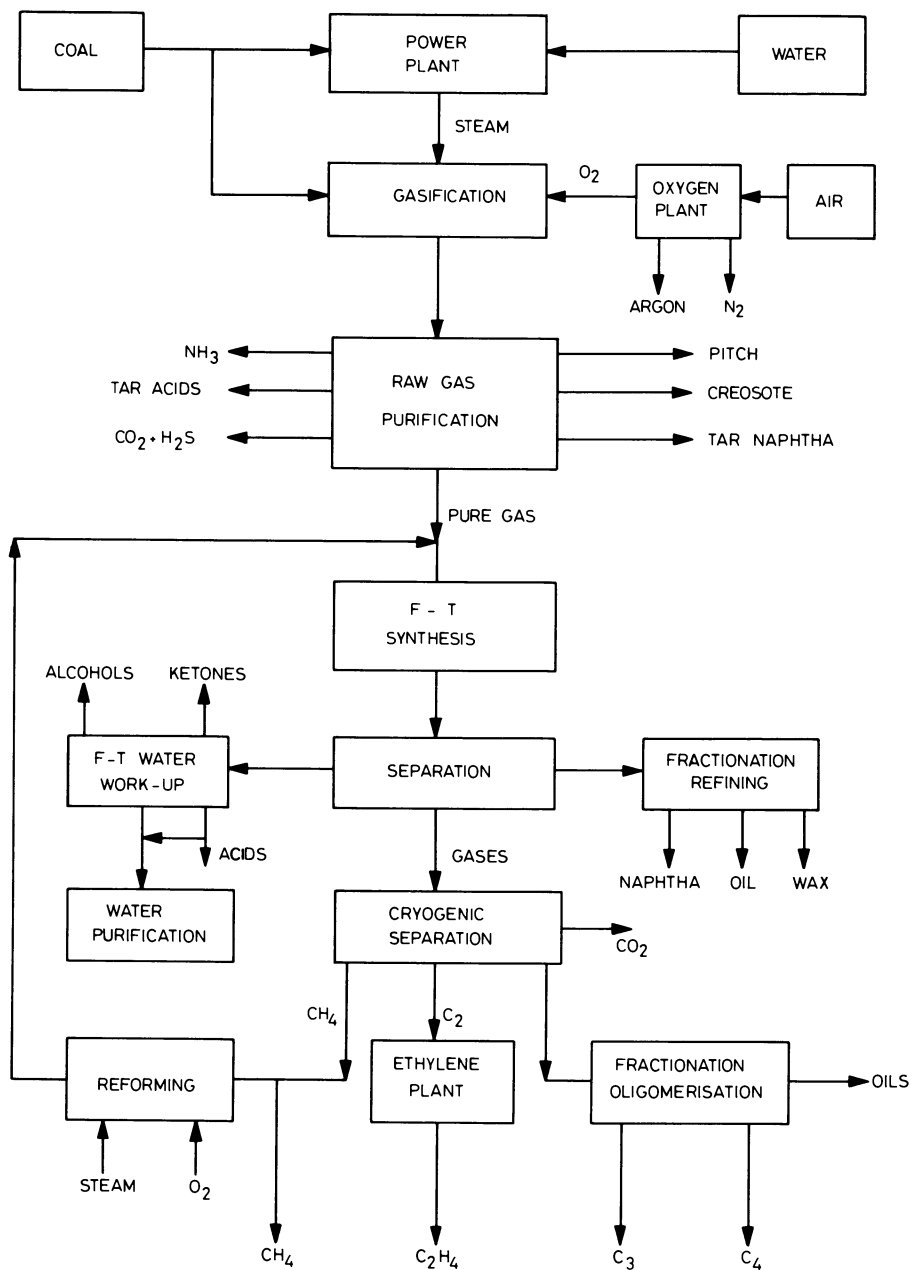 COAL
POWER
PLANT
WATER
STEAM
GASIFICATION
O2
OXYGEN
PLANT
AIR
ARGON
N2
NH3
TAR ACIDS
CO2 + H2S
RAW GAS
PURIFICATION
PITCH
CREOSOTE
TAR NAPHTHA
PURE GAS
F - T
SYNTHESIS
ALCOHOLS
KETONES
F-T WATER
WORK-UP
SEPARATION
FRACTIONATION
REFINING
ACIDS
GASES
NAPHTHA
OIL
WAX
WATER
PURIFICATION
CRYOGENIC
SEPARATION
CO2
CH4
C2
REFORMING
ETHYLENE
PLANT
FRACTIONATION
OLIGOMERISATION
OILS
STEAM
O2
CH4
C2H4
C3
C4